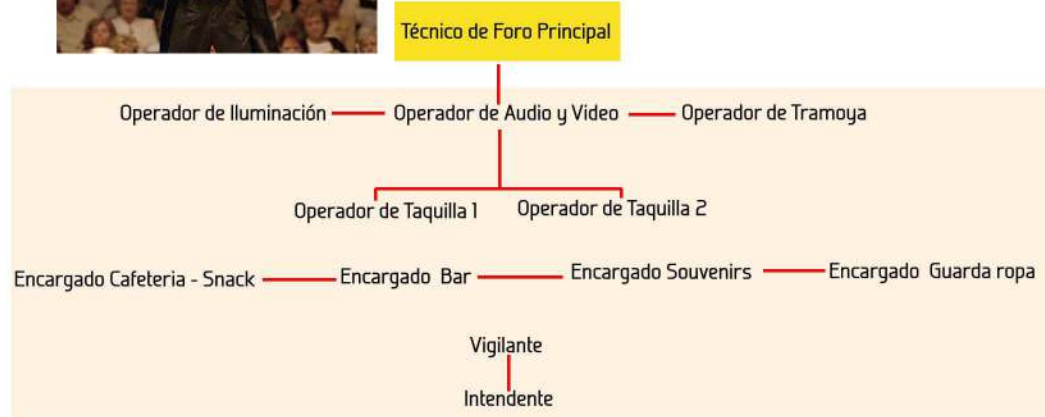 Técnico de Foro Principal
Operador de Iluminación Operador de Audio y Video Operador de Tramoya
Operador de Taquilla 1 Operador de Taquilla 2
Encargado Cafeteria - Snack Encargado Bar Encargado Souvenirs Encargado Guarda ropa
Vigilante
Intendente